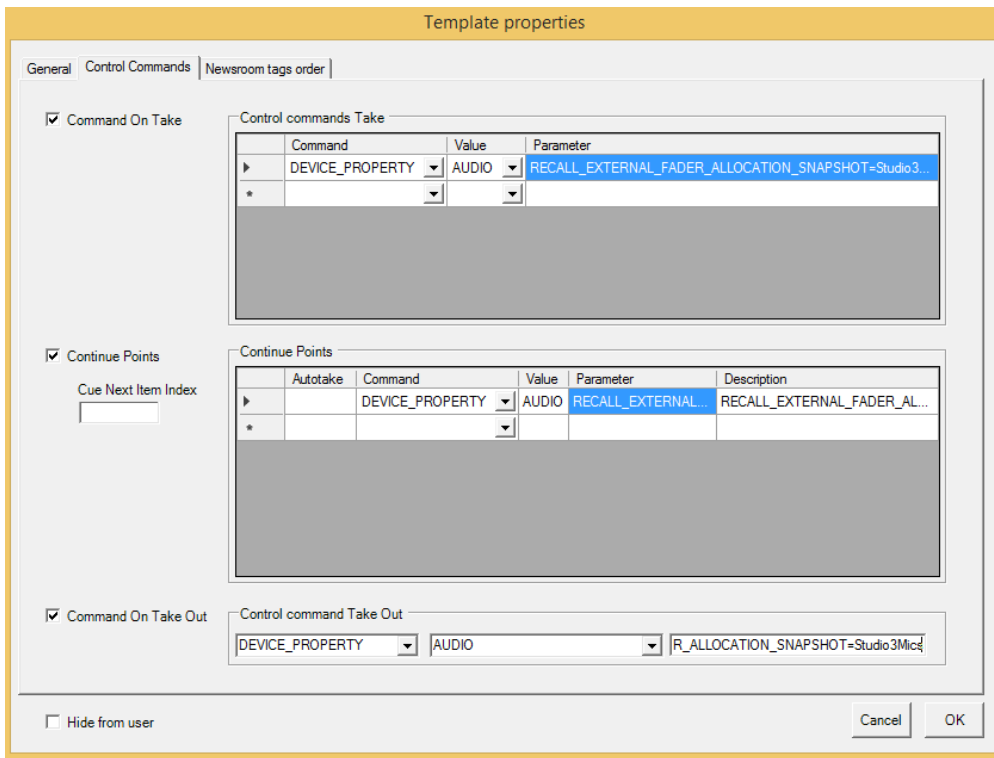 Template properties
General Control Commands Newsroom tags order
Command On Take
Control commands Take
Command Value Parameter
DEVICE_PROPERTY AUDIO RECALL_EXTERNAL_FADER_ALLOCATION_SNAPSHOT=Studio3...
*
Continue Points
Cue Next Item Index
Continue Points
Autotake Command Value Parameter Description
DEVICE_PROPERTY AUDIO RECALL_EXTERNAL... RECALL_EXTERNAL_FADER_AL...
*
Command On Take Out
Control command Take Out
DEVICE_PROPERTY AUDIO R_ALLOCATION_SNAPSHOT=Studio3Mics
Hide from user
Cancel OK